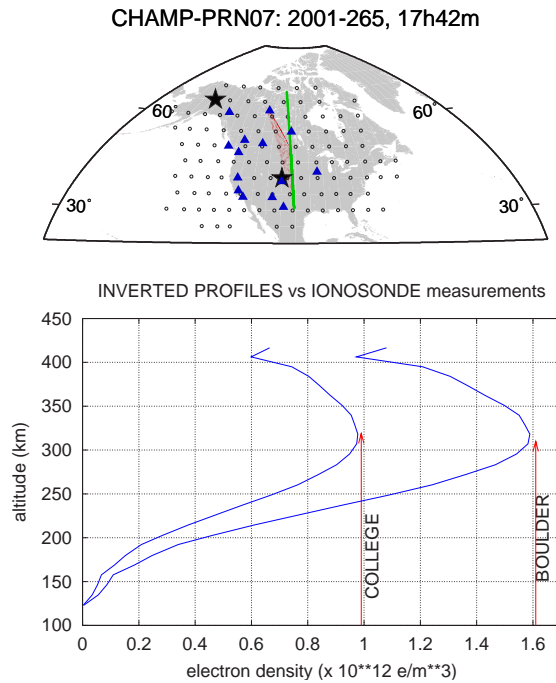 CHAMP-PRN07: 2001-265, 17h42m
60° 60°
30° 30°
INVERTED PROFILES vs IONOSONDE measurements
450
400
350
300
250
200
150
100
altitude (km)
COLLEGE
BOULDER
0 0.2 0.4 0.6 0.8 1 1.2 1.4 1.6
electron density (x 10**12 e/m**3)